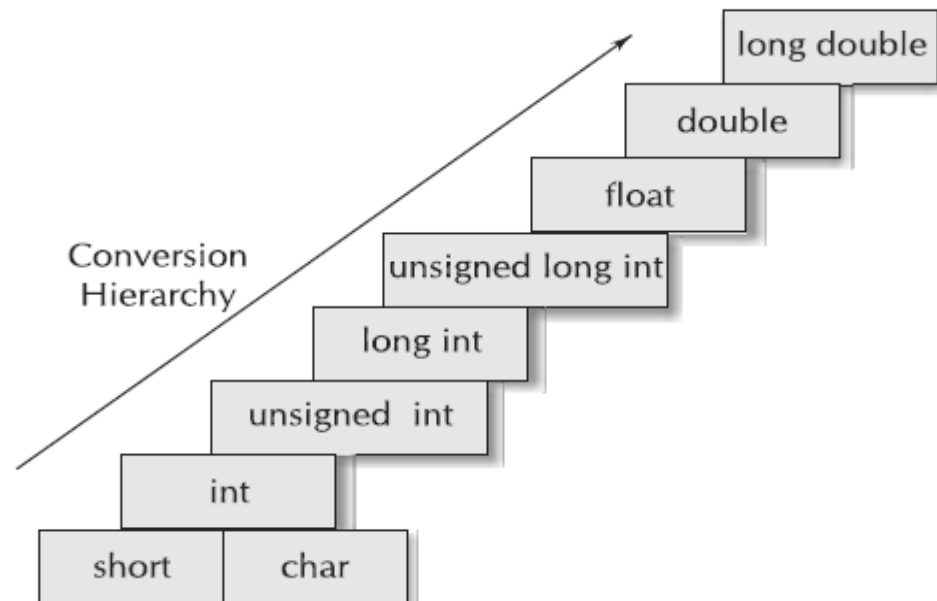 long double
double
float
Conversion
Hierarchy
unsigned long int
long int
unsigned int
int
short
char